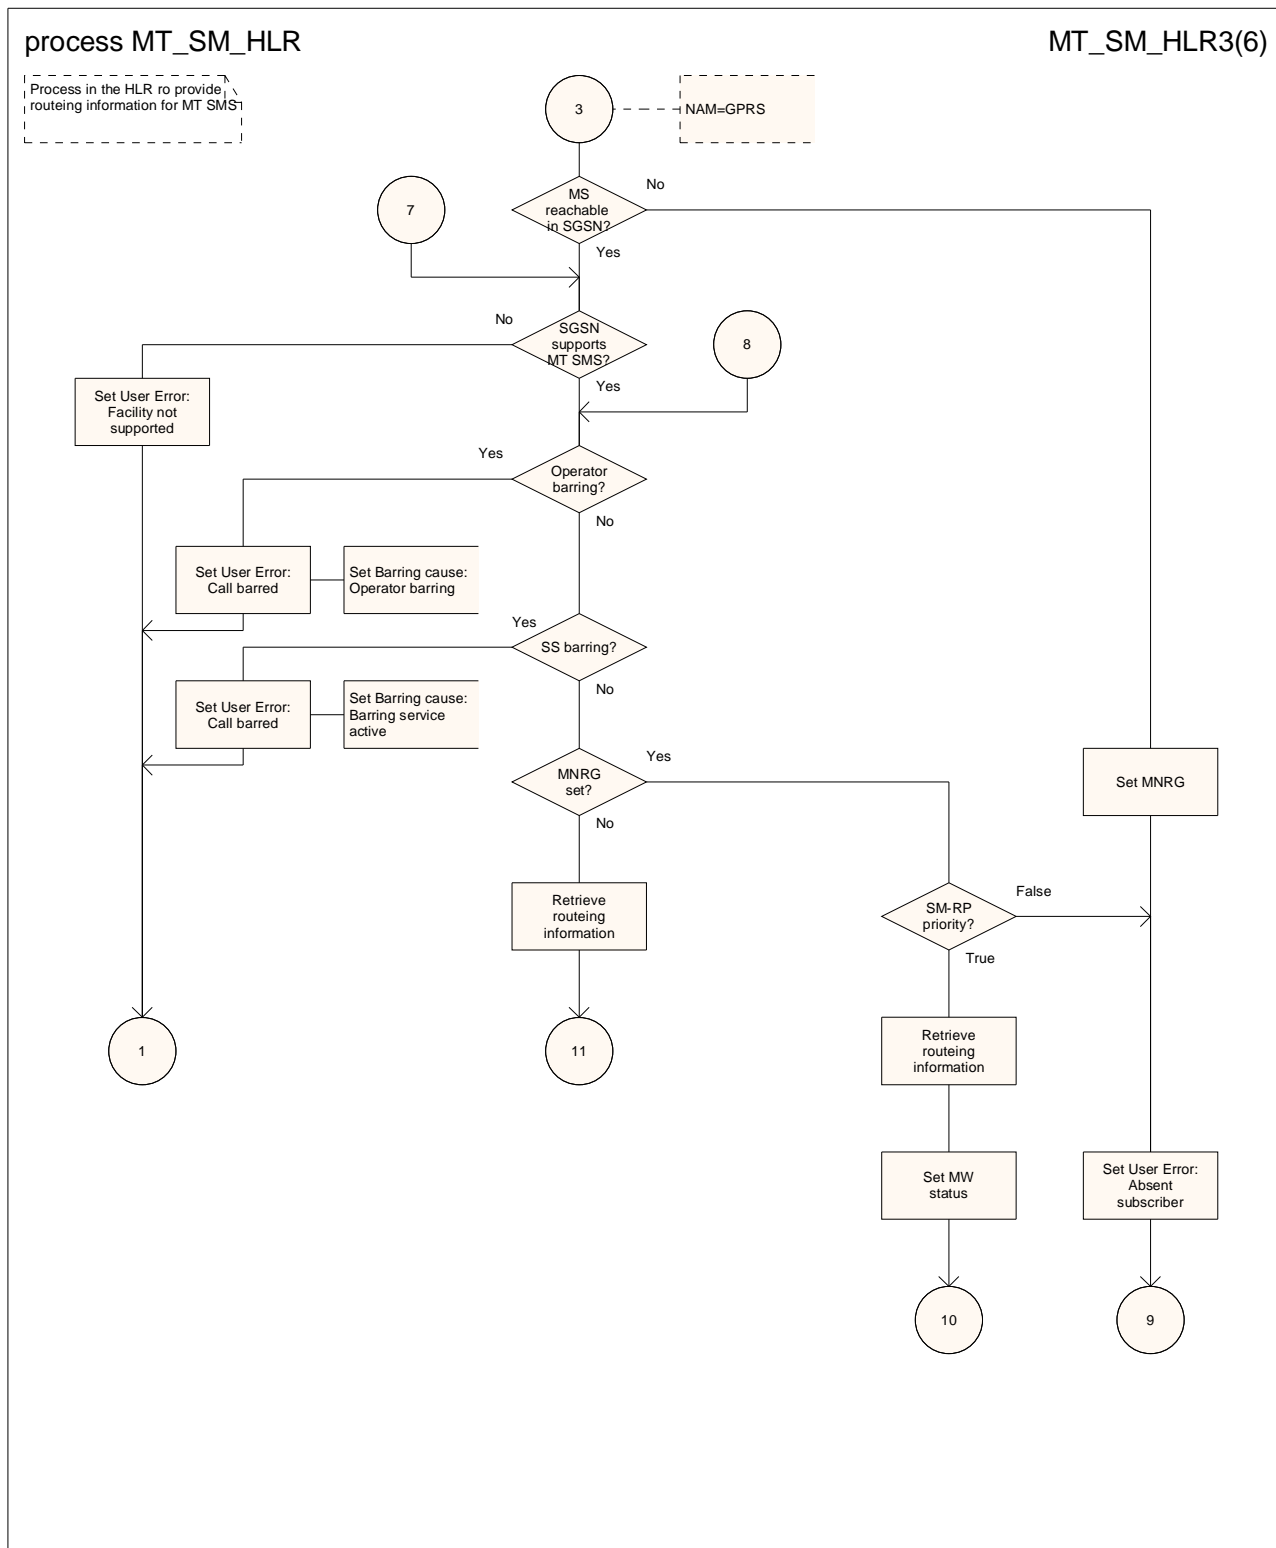 process MT_SM_HLR
MT_SM_HLR3(6)
Process in the HLR ro provide
routeing information for MT SMS
3
NAM=GPRS
MS
reachable
in SGSN?
No
7
Yes
SGSN
supports
MT SMS?
No
8
Yes
Set User Error:
Facility not
supported
Operator
barring?
Yes
No
Set User Error:
Call barred
Set Barring cause:
Operator barring
SS barring?
Yes
No
Set User Error:
Call barred
Set Barring cause:
Barring service
active
MNRG
set?
Yes
No
Set MNRG
Retrieve
routeing
information
SM-RP
priority?
False
True
1
11
Retrieve
routeing
information
Set MW
status
Set User Error:
Absent
subscriber
10
9